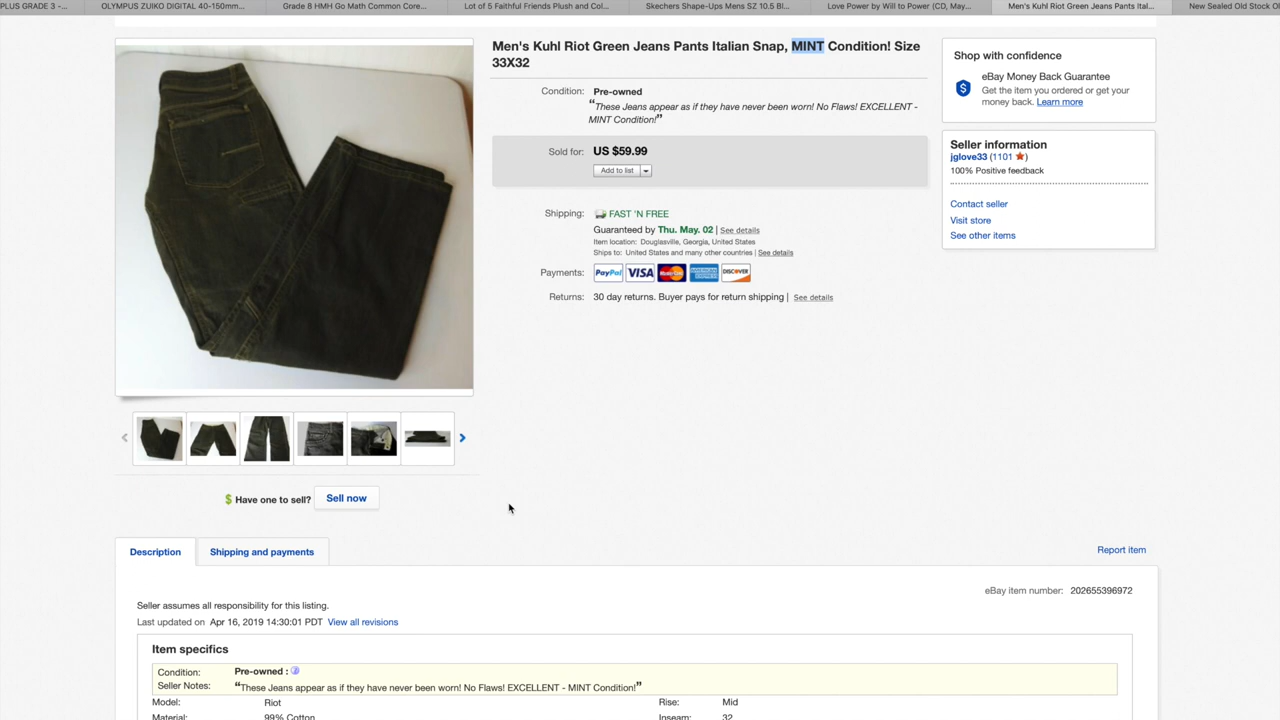 PLUS GRADE 3 -...
OLYMPUS ZUIKO DIGITAL 40-150mm...
Grade 8 HMH Go Math Common Core...
Lot of 5 Faithful Friends Plush and Col...
Skechers Shape-Ups Mens SZ 10.5 Bl...
Love Power by Will to Power (CD, May...
Men's Kuhl Riot Green Jeans Pants Ital...
New Sealed Old Stock Ol
Men's Kuhl Riot Green Jeans Pants Italian Snap, MINT Condition! Size
33X32
Condition: Pre-owned
“These Jeans appear as if they have never been worn! No Flaws! EXCELLENT -
MINT Condition!”
Sold for: US $59.99
Add to list
Shipping: FAST 'N FREE
Guaranteed by Thu. May. 02 | See details
Item location: Douglasville, Georgia, United States
Ships to: United States and many other countries | See details
Payments: PayPal VISA MasterCard AMERICAN EXPRESS DISCOVER
Returns: 30 day returns. Buyer pays for return shipping | See details
Shop with confidence
eBay Money Back Guarantee
Get the item you ordered or get your
money back. Learn more
Seller information
jglove33 (1101 ★)
100% Positive feedback
Contact seller
Visit store
See other items
$ Have one to sell? Sell now
Description
Shipping and payments
Report item
eBay item number: 202655396972
Seller assumes all responsibility for this listing.
Last updated on Apr 16, 2019 14:30:01 PDT View all revisions
Item specifics
Condition: Pre-owned :
Seller Notes: “These Jeans appear as if they have never been worn! No Flaws! EXCELLENT - MINT Condition!”
Model: Riot
Rise: Mid
Material: 99% Cotton
Inseam: 32